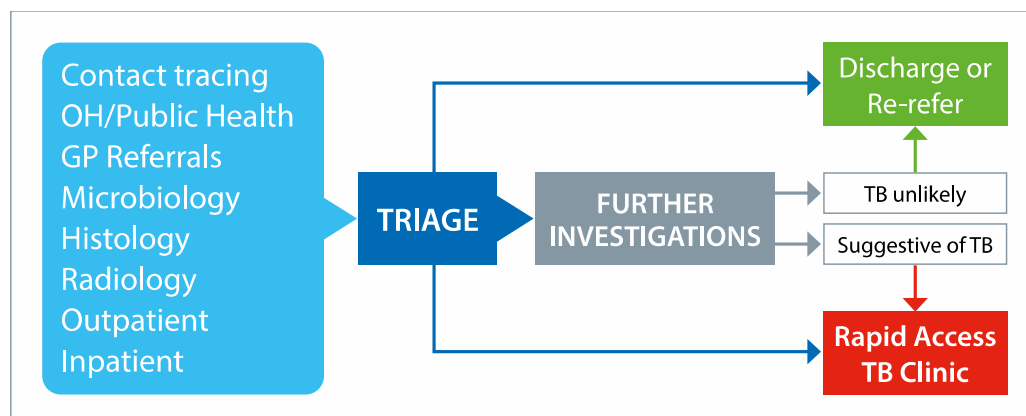 Contact tracing
OH/Public Health
GP Referrals
Microbiology
Histology
Radiology
Outpatient
Inpatient
TRIAGE
FURTHER
INVESTIGATIONS
Discharge or
Re-refer
TB unlikely
Suggestive of TB
Rapid Access
TB Clinic